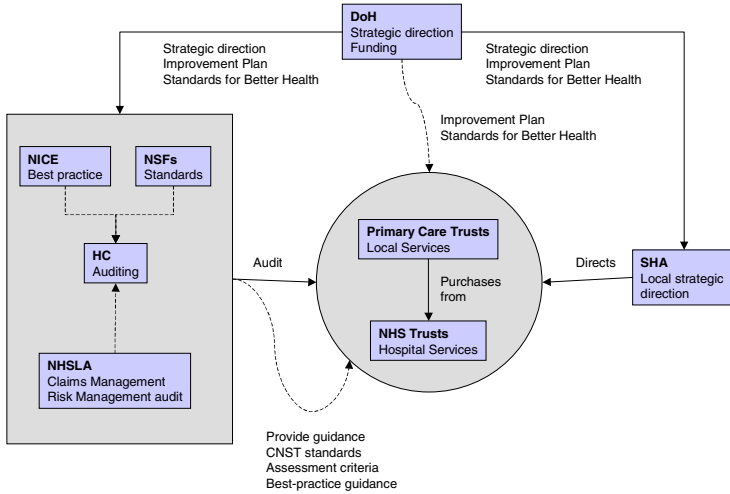 DoH
Strategic direction
Funding
Strategic direction
Improvement Plan
Standards for Better Health
Strategic direction
Improvement Plan
Standards for Better Health
Improvement Plan
Standards for Better Health
NICE
Best practice
NSFs
Standards
HC
Auditing
NHSLA
Claims Management
Risk Management audit
Audit
Primary Care Trusts
Local Services
Purchases
from
NHS Trusts
Hospital Services
Directs
SHA
Local strategic
direction
Provide guidance
CNST standards
Assessment criteria
Best-practice guidance